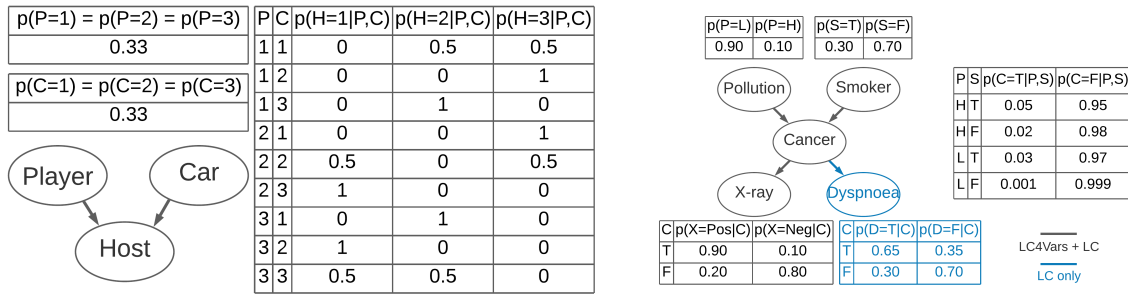 p(P=1) = p(P=2) = p(P=3)
0.33
p(C=1) = p(C=2) = p(C=3)
0.33
Player
Car
Host
P C p(H=1|P,C) p(H=2|P,C) p(H=3|P,C)
1 1 0 0.5 0.5
1 2 0 0 1
1 3 0 1 0
2 1 0 0 1
2 2 0.5 0 0.5
2 3 1 0 0
3 1 0 1 0
3 2 1 0 0
3 3 0.5 0.5 0
p(P=L) p(P=H)
0.90 0.10
p(S=T) p(S=F)
0.30 0.70
Pollution
Smoker
Cancer
X-ray
Dyspnoea
P S p(C=T|P,S) p(C=F|P,S)
H T 0.05 0.95
H F 0.02 0.98
L T 0.03 0.97
L F 0.001 0.999
C p(X=Pos|C) p(X=Neg|C)
T 0.90 0.10
F 0.20 0.80
C p(D=T|C) p(D=F|C)
T 0.65 0.35
F 0.30 0.70
LC4Vars + LC
LC only